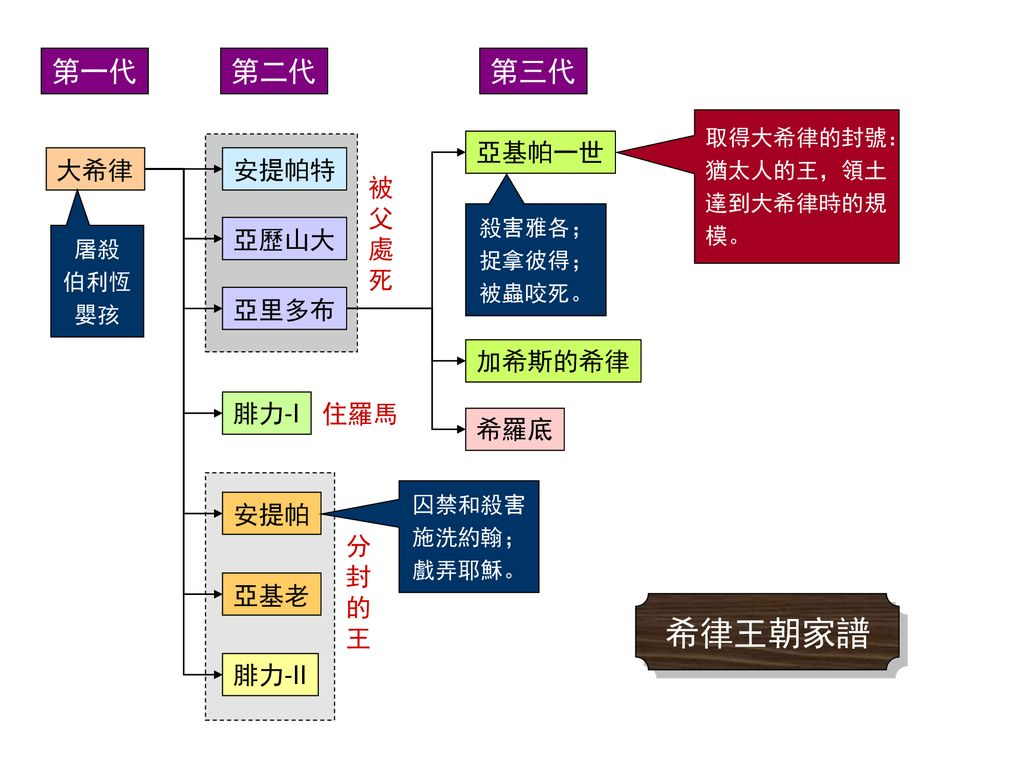 第一代
第二代
第三代
大希律
屠殺
伯利恆
嬰孩
安提帕特
亞歷山大
亞里多布
被
父
處
死
腓力-I
住羅馬
安提帕
亞基老
腓力-II
分
封
的
王
囚禁和殺害
施洗約翰；
戲弄耶穌。
亞基帕一世
殺害雅各；
捉拿彼得；
被蟲咬死。
加希斯的希律
希羅底
取得大希律的封號：
猶太人的王，領土
達到大希律時的規
模。
希律王朝家譜